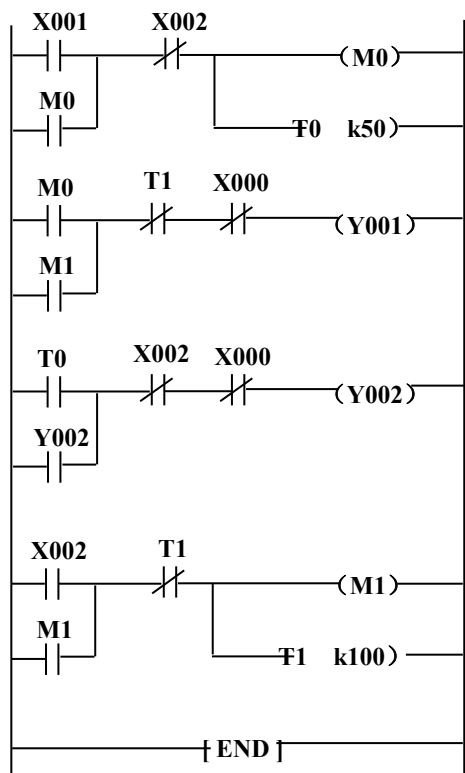 X001 X002
(M0)
M0
T0 k50)
M0 T1 X000
(Y001)
M1
T0 X002 X000
(Y002)
Y002
X002 T1
(M1)
M1
T1 k100)
[ END ]